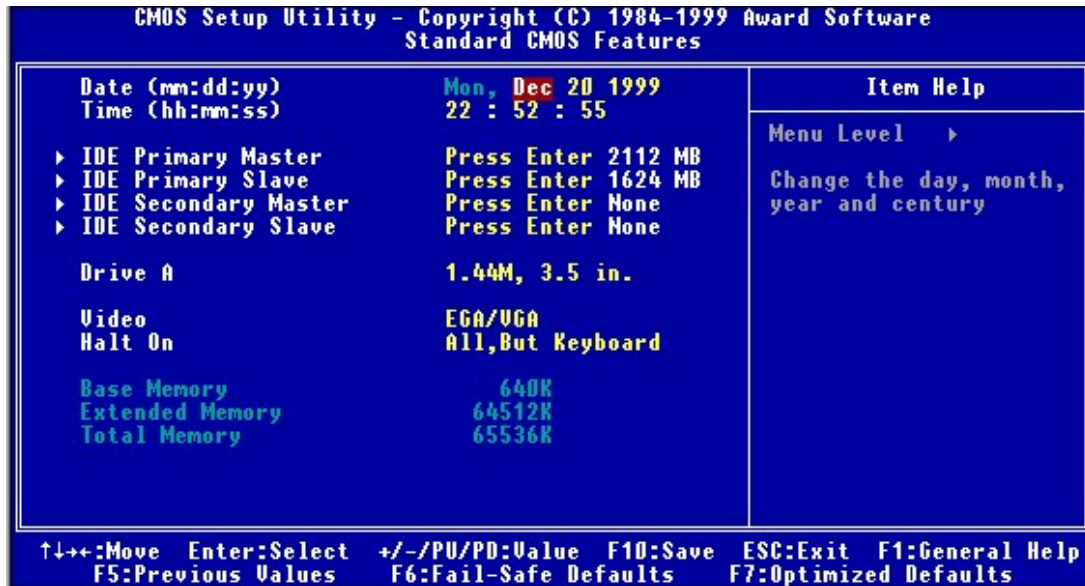 CMOS Setup Utility - Copyright (C) 1984-1999 Award Software
Standard CMOS Features
Date (mm:dd:yy) Mon, Dec 20 1999
Time (hh:mm:ss) 22 : 52 : 55
▶ IDE Primary Master Press Enter 2112 MB
▶ IDE Primary Slave Press Enter 1624 MB
▶ IDE Secondary Master Press Enter None
▶ IDE Secondary Slave Press Enter None
Drive A 1.44M, 3.5 in.
Video EGA/VGA
Halt On All,But Keyboard
Base Memory 640K
Extended Memory 64512K
Total Memory 65536K
Item Help
Menu Level ▶
Change the day, month,
year and century
↑↓→←:Move Enter:Select +/-/PU/PD:Value F10:Save ESC:Exit F1:General Help
F5:Previous Values F6:Fail-Safe Defaults F7:Optimized Defaults